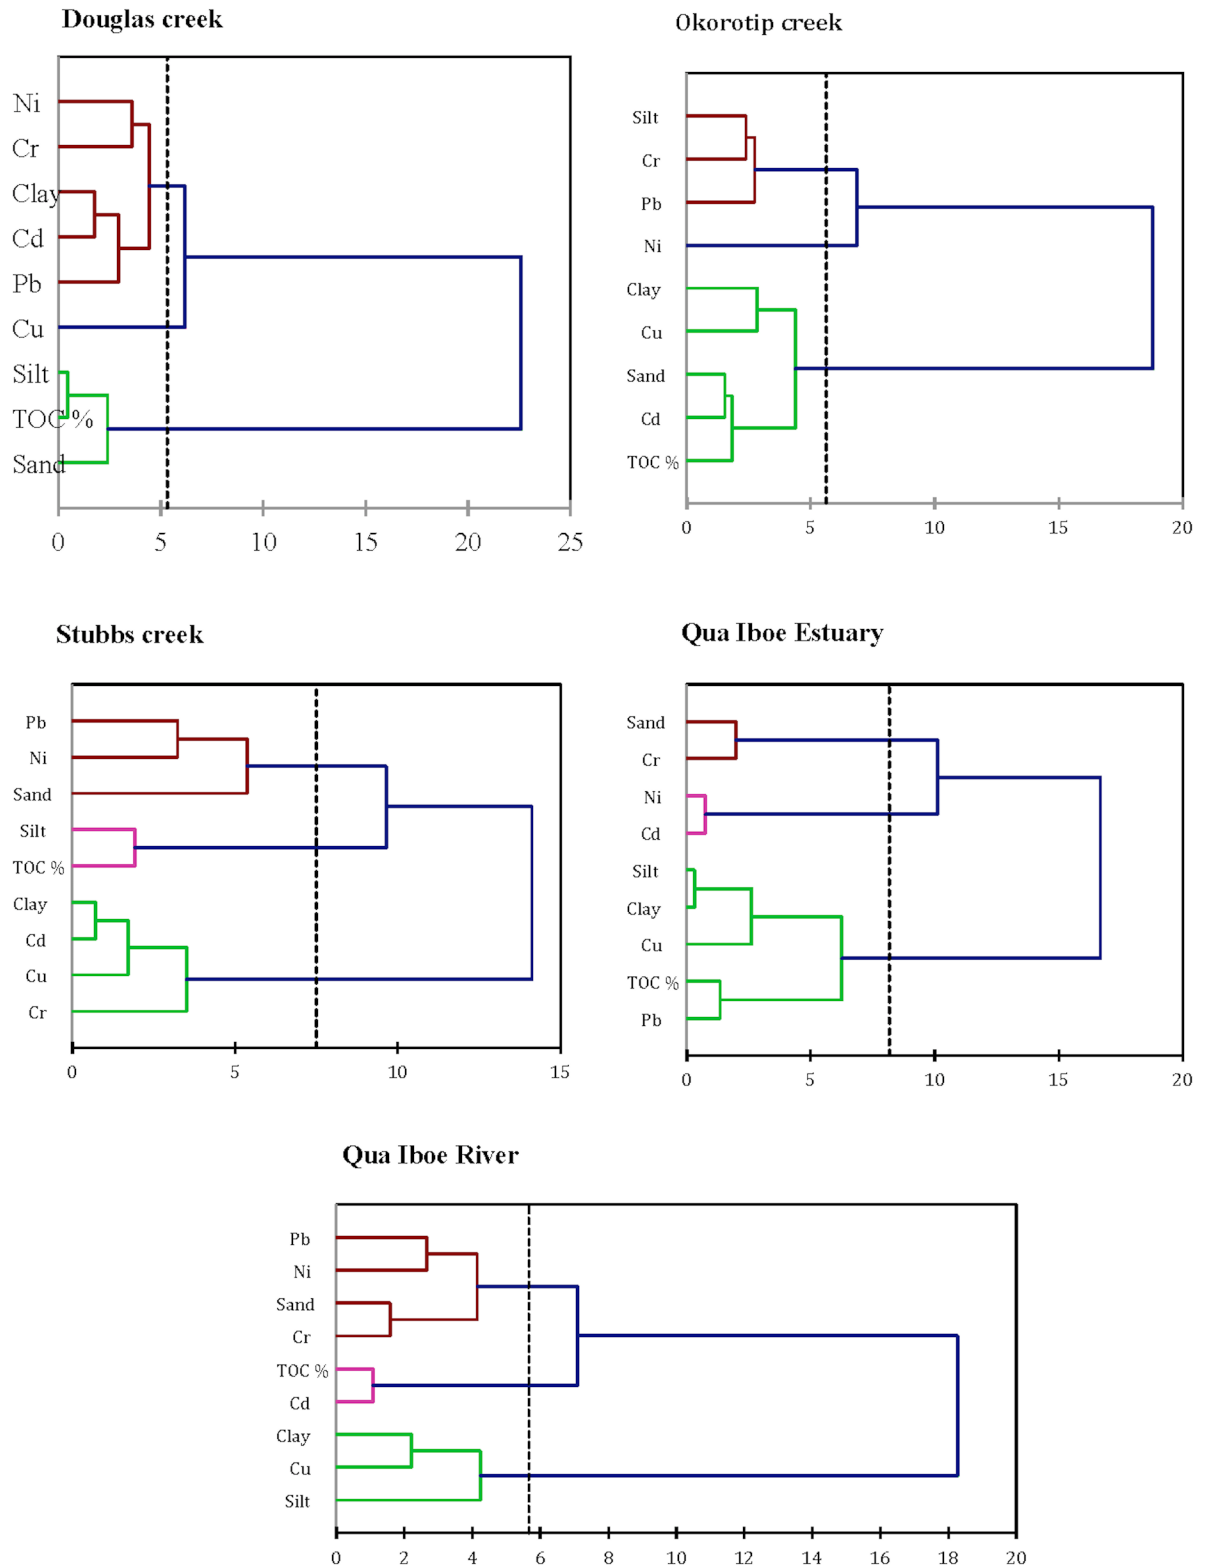 Douglas creek
Ni
Cr
Clay
Cd
Pb
Cu
Silt
TOC %
Sand
0 5 10 15 20 25
Okorotip creek
Silt
Cr
Pb
Ni
Clay
Cu
Sand
Cd
TOC %
0 5 10 15 20
Stubbs creek
Pb
Ni
Sand
Silt
TOC %
Clay
Cd
Cu
Cr
0 5 10 15
Qua Iboe Estuary
Sand
Cr
Ni
Cd
Silt
Clay
Cu
TOC %
Pb
0 5 10 15 20
Qua Iboe River
Pb
Ni
Sand
Cr
TOC %
Cd
Clay
Cu
Silt
0 2 4 6 8 10 12 14 16 18 20